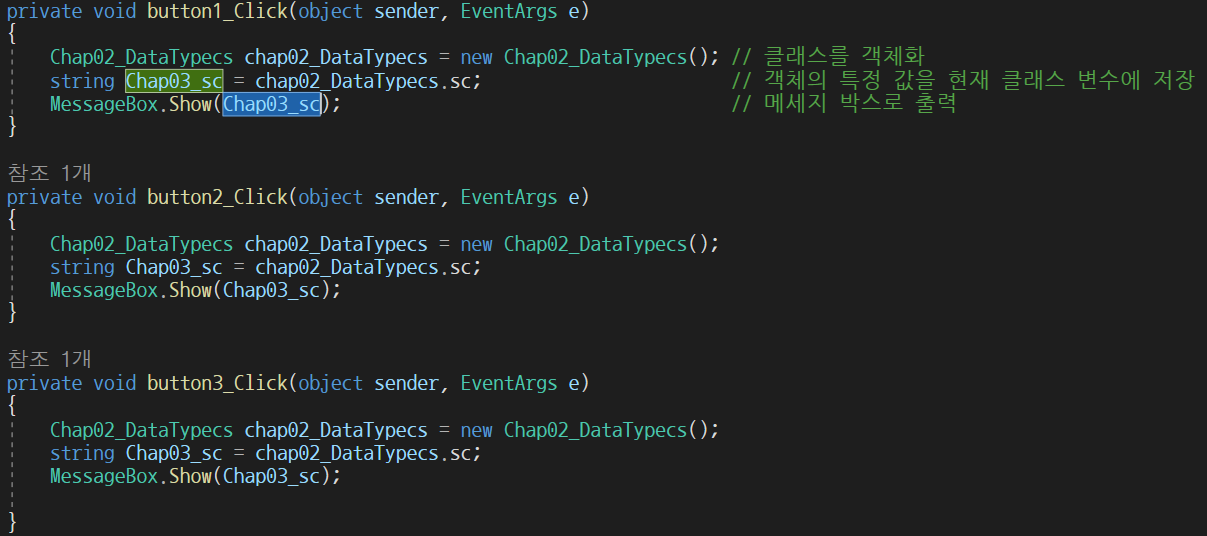 private void button1_Click(object sender, EventArgs e)
{
Chap02_DataTypecs chap02_DataTypecs = new Chap02_DataTypecs(); // 클래스를 객체화
string Chap03_sc = chap02_DataTypecs.sc; // 객체의 특정 값을 현재 클래스 변수에 저장
MessageBox.Show(Chap03_sc); // 메세지 박스로 출력
}
참조 1개
private void button2_Click(object sender, EventArgs e)
{
Chap02_DataTypecs chap02_DataTypecs = new Chap02_DataTypecs();
string Chap03_sc = chap02_DataTypecs.sc;
MessageBox.Show(Chap03_sc);
}
참조 1개
private void button3_Click(object sender, EventArgs e)
{
Chap02_DataTypecs chap02_DataTypecs = new Chap02_DataTypecs();
string Chap03_sc = chap02_DataTypecs.sc;
MessageBox.Show(Chap03_sc);
}